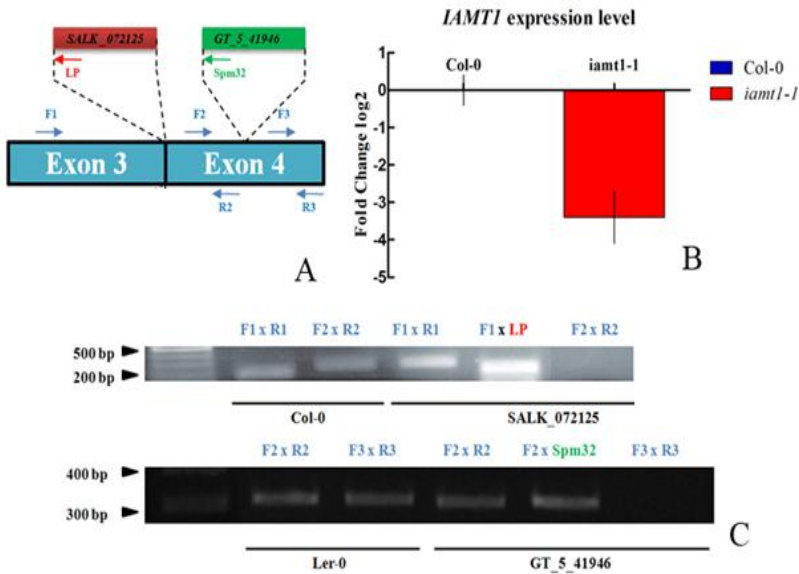 SALK_072125
LP
GT_5_41946
Spm32
F1
F2
F3
Exon 3
Exon 4
R2
R3
A
IAMT1 expression level
Fold Change log2
1
0
-1
-2
-3
-4
-5
Col-0
iamt1-1
Col-0
iamt1-1
B
F1 x R1
F2 x R2
F1 x R1
F1 x LP
F2 x R2
500 bp
200 bp
Col-0
SALK_072125
F2 x R2
F3 x R3
F2 x R2
F2 x Spm32
F3 x R3
400 bp
300 bp
Ler-0
GT_5_41946
C